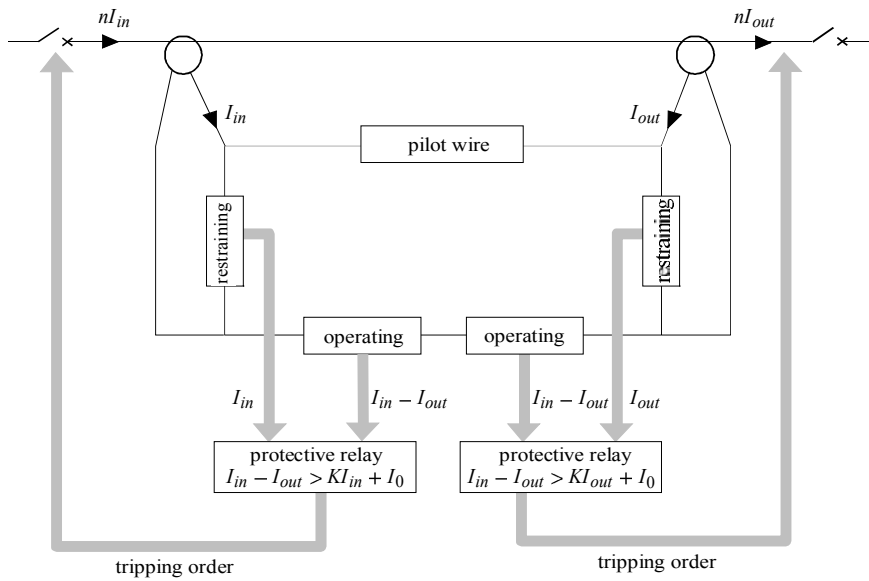 nI_in
nI_out
I_in
I_out
pilot wire
restraining
restraining
operating
operating
I_in
I_in − I_out
I_in − I_out
I_out
protective relay
I_in − I_out > KI_in + I_0
protective relay
I_in − I_out > KI_out + I_0
tripping order
tripping order